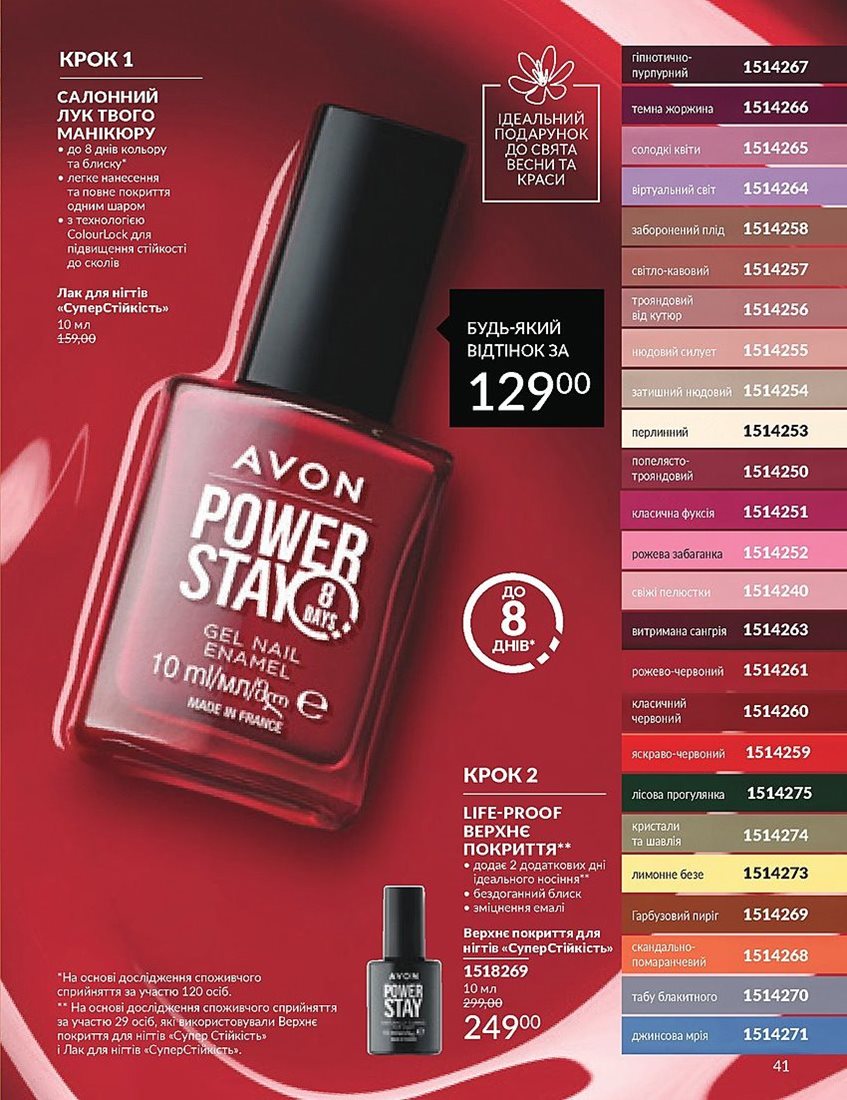 КРОК 1
САЛОННИЙ
ЛУК ТВОГО
МАНІКЮРУ
• до 8 днів кольору
та блиску*
• легке нанесення
та повне покриття
одним шаром
• з технологією
ColourLock для
підвищення стійкості
до сколів
Лак для нігтів
«СуперСтійкість»
10 мл
159,00
ІДЕАЛЬНИЙ
ПОДАРУНОК
ДО СВЯТА
ВЕСНИ ТА
КРАСИ
БУДЬ-ЯКИЙ
ВІДТІНОК ЗА
129⁰⁰
AVON
POWER
STAY
8
DAYS
GEL NAIL
ENAMEL
10 ml/мл/
MADE IN FRANCE
ДО
8
ДНІВ*
КРОК 2
LIFE-PROOF
ВЕРХНЄ
ПОКРИТТЯ**
• додає 2 додаткових дні
ідеального носіння**
• бездоганний блиск
• зміцнення емалі
Верхнє покриття для
нігтів «СуперСтійкість»
1518269
10 мл
299,00
249⁰⁰
AVON
POWER
STAY
*На основі дослідження споживчого
сприйняття за участю 120 осіб.
** На основі дослідження споживчого сприйняття
за участю 29 осіб, які використовували Верхнє
покриття для нігтів «Супер Стійкість»
і Лак для нігтів «СуперСтійкість».
гіпнотично-
пурпурний 1514267
темна жоржина 1514266
солодкі квіти 1514265
віртуальний світ 1514264
заборонений плід 1514258
світло-кавовий 1514257
трояндовий
від кутюр 1514256
нюдовий силует 1514255
затишний нюдовий 1514254
перлинний 1514253
попелясто-
трояндовий 1514250
класична фуксія 1514251
рожева забаганка 1514252
свіжі пелюстки 1514240
витримана сангрія 1514263
рожево-червоний 1514261
класичний
червоний 1514260
яскраво-червоний 1514259
лісова прогулянка 1514275
кристали
та шавлія 1514274
лимонне безе 1514273
Гарбузовий пиріг 1514269
скандально-
помаранчевий 1514268
табу блакитного 1514270
джинсова мрія 1514271
41